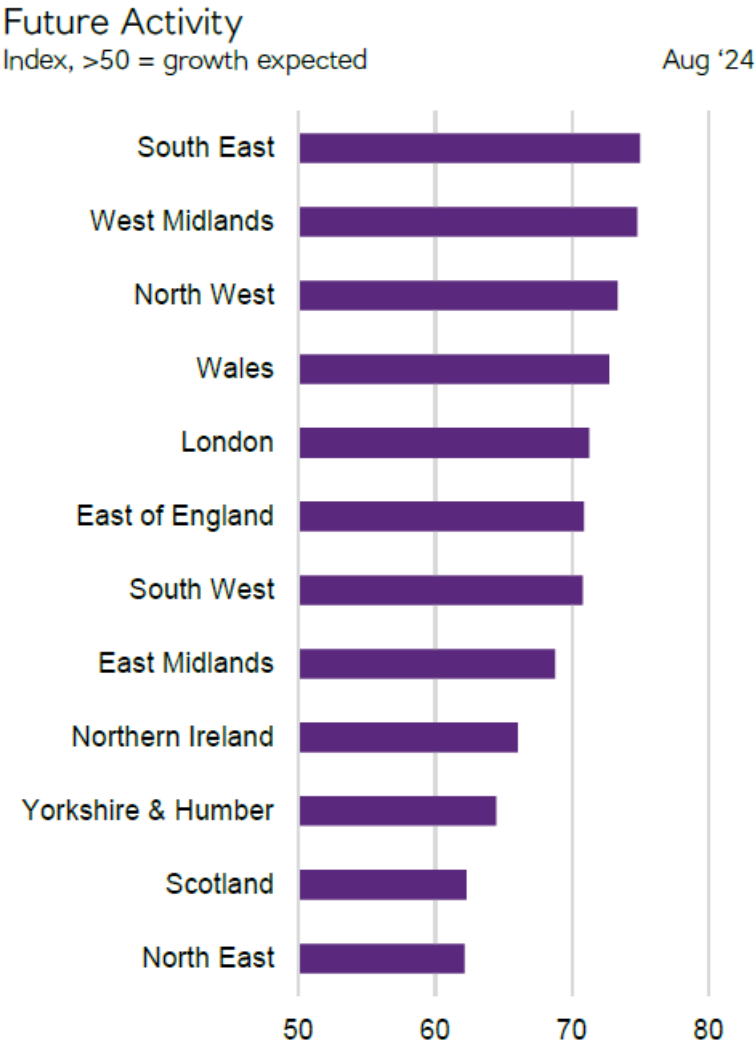 Future Activity
Index, >50 = growth expected
Aug ‘24
South East
West Midlands
North West
Wales
London
East of England
South West
East Midlands
Northern Ireland
Yorkshire & Humber
Scotland
North East
50 60 70 80